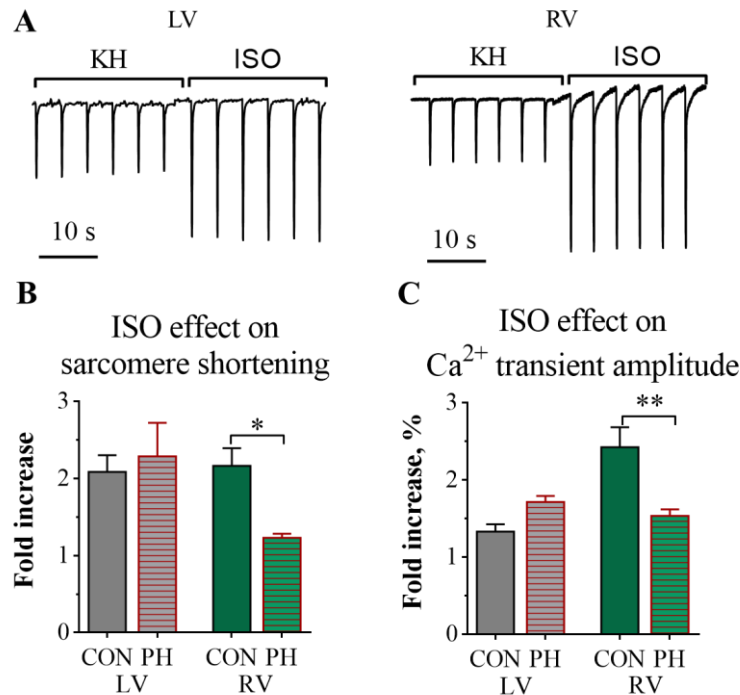 A
LV
RV
KH
ISO
KH
ISO
10 s
10 s
B
ISO effect on
sarcomere shortening
Fold increase
3
2
1
0
*
CON PH
CON PH
LV
RV
C
ISO effect on
Ca²⁺ transient amplitude
Fold increase, %
3
2
1
0
**
CON PH
CON PH
LV
RV